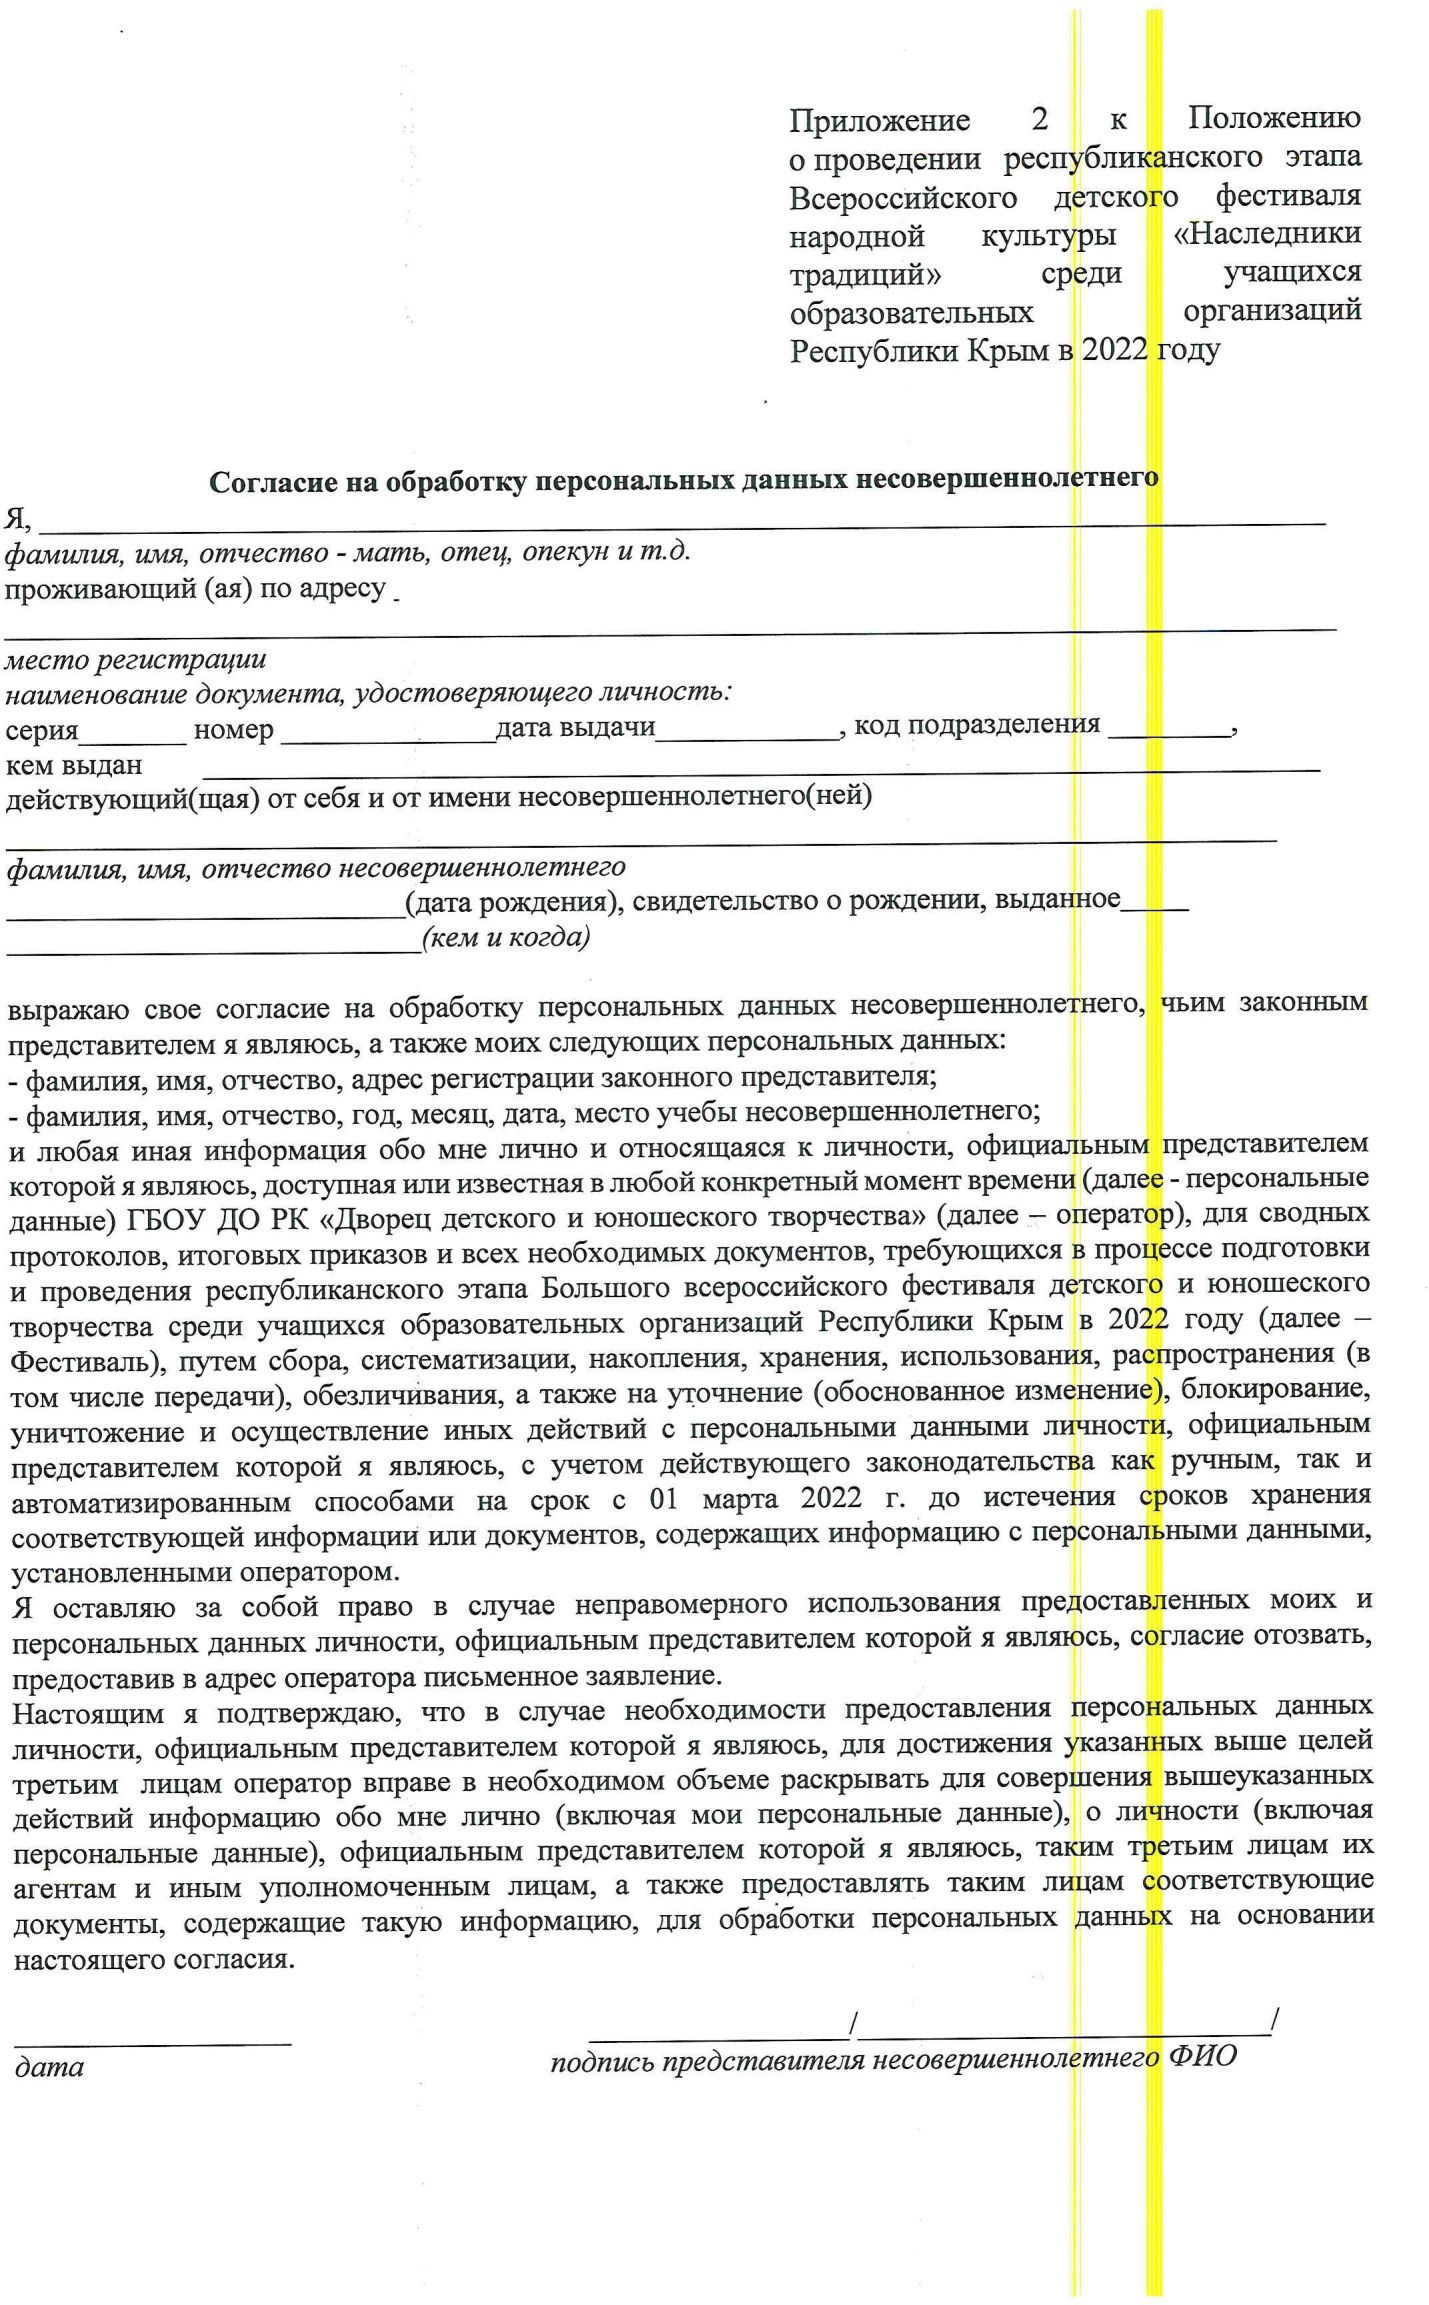 Приложение 2 к Положению
о проведении республиканского этапа
Всероссийского детского фестиваля
народной культуры «Наследники
традиций» среди учащихся
образовательных организаций
Республики Крым в 2022 году
Согласие на обработку персональных данных несовершеннолетнего
Я, ____________________
фамилия, имя, отчество - мать, отец, опекун и т.д.
проживающий (ая) по адресу _
____________________
место регистрации
наименование документа, удостоверяющего личность:
серия_______ номер ______________дата выдачи____________, код подразделения ________,
кем выдан ____________________
действующий(щая) от себя и от имени несовершеннолетнего(ней)
____________________
фамилия, имя, отчество несовершеннолетнего
__________________________(дата рождения), свидетельство о рождении, выданное_____
___________________________(кем и когда)
выражаю свое согласие на обработку персональных данных несовершеннолетнего, чьим законным
представителем я являюсь, а также моих следующих персональных данных:
- фамилия, имя, отчество, адрес регистрации законного представителя;
- фамилия, имя, отчество, год, месяц, дата, место учебы несовершеннолетнего;
и любая иная информация обо мне лично и относящаяся к личности, официальным представителем
которой я являюсь, доступная или известная в любой конкретный момент времени (далее - персональные
данные) ГБОУ ДО РК «Дворец детского и юношеского творчества» (далее – оператор), для сводных
протоколов, итоговых приказов и всех необходимых документов, требующихся в процессе подготовки
и проведения республиканского этапа Большого всероссийского фестиваля детского и юношеского
творчества среди учащихся образовательных организаций Республики Крым в 2022 году (далее –
Фестиваль), путем сбора, систематизации, накопления, хранения, использования, распространения (в
том числе передачи), обезличивания, а также на уточнение (обоснованное изменение), блокирование,
уничтожение и осуществление иных действий с персональными данными личности, официальным
представителем которой я являюсь, с учетом действующего законодательства как ручным, так и
автоматизированным способами на срок с 01 марта 2022 г. до истечения сроков хранения
соответствующей информации или документов, содержащих информацию с персональными данными,
установленными оператором.
Я оставляю за собой право в случае неправомерного использования предоставленных моих и
персональных данных личности, официальным представителем которой я являюсь, согласие отозвать,
предоставив в адрес оператора письменное заявление.
Настоящим я подтверждаю, что в случае необходимости предоставления персональных данных
личности, официальным представителем которой я являюсь, для достижения указанных выше целей
третьим лицам оператор вправе в необходимом объеме раскрывать для совершения вышеуказанных
действий информацию обо мне лично (включая мои персональные данные), о личности (включая
персональные данные), официальным представителем которой я являюсь, таким третьим лицам их
агентам и иным уполномоченным лицам, а также предоставлять таким лицам соответствующие
документы, содержащие такую информацию, для обработки персональных данных на основании
настоящего согласия.
__________________ _________________/___________________________/
дата подпись представителя несовершеннолетнего ФИО